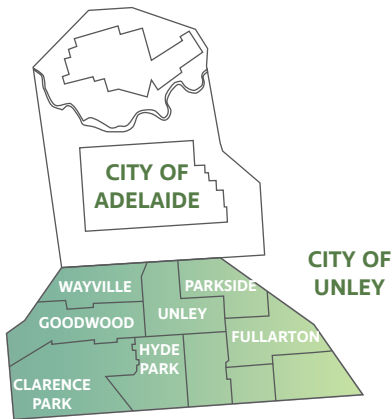 CITY OF
ADELAIDE
CITY OF
UNLEY
WAYVILLE
PARKSIDE
GOODWOOD
UNLEY
HYDE
PARK
FULLARTON
CLARENCE
PARK